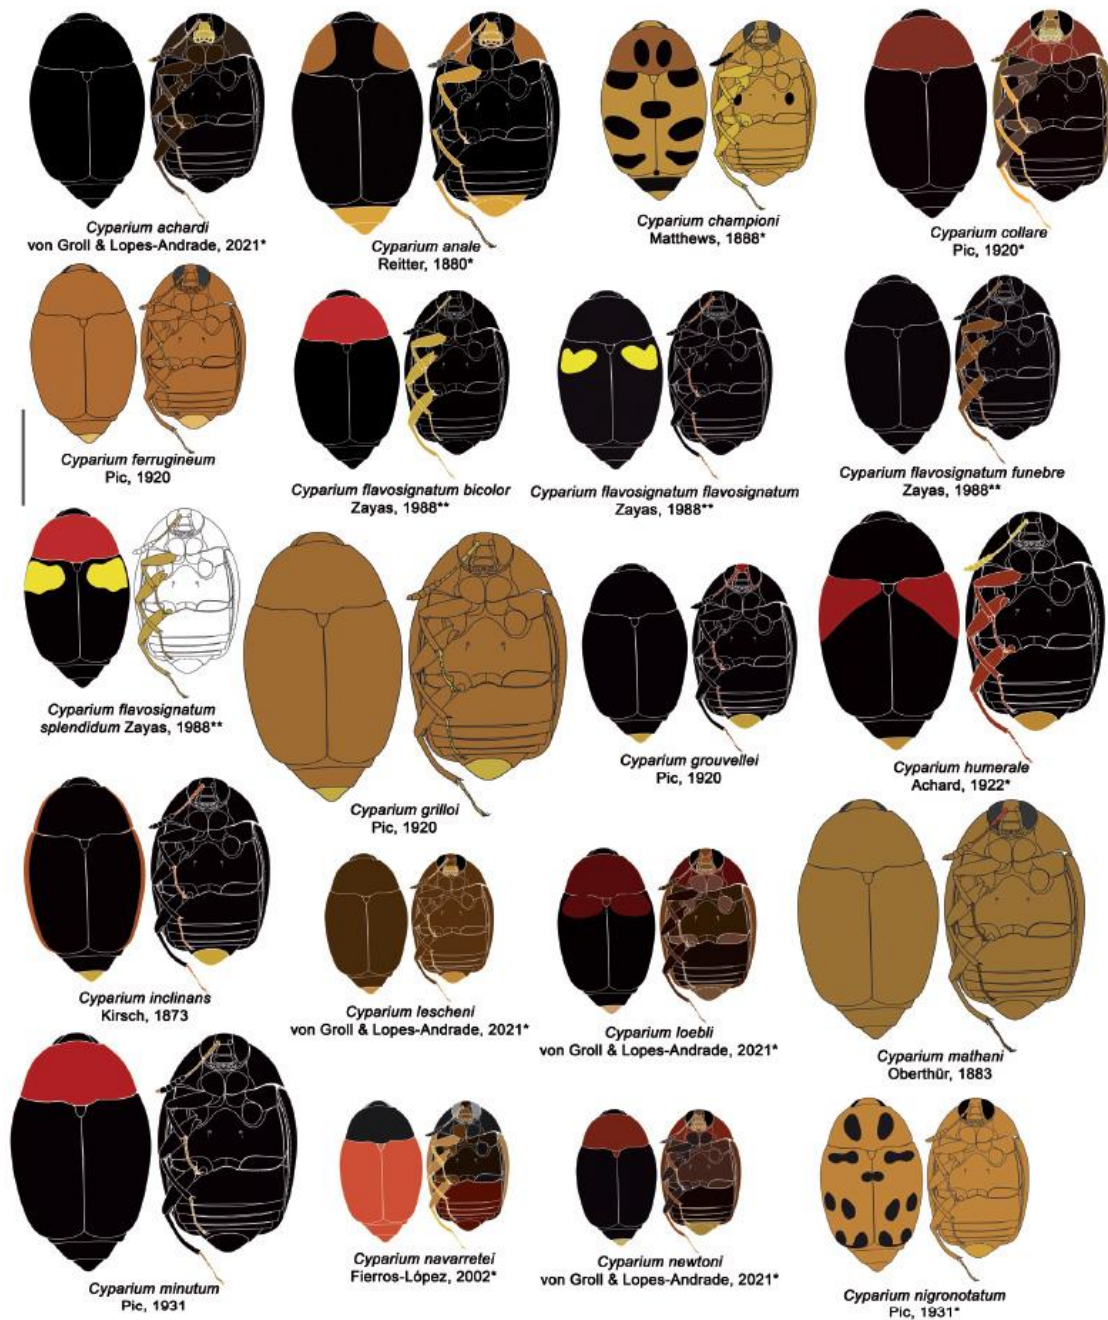 Cyparium achardi
von Groll & Lopes-Andrade, 2021*
Cyparium anale
Reitter, 1880*
Cyparium championi
Matthews, 1888*
Cyparium collare
Pic, 1920*
Cyparium ferrugineum
Pic, 1920
Cyparium flavosignatum bicolor
Zayas, 1988**
Cyparium flavosignatum flavosignatum
Zayas, 1988**
Cyparium flavosignatum funebre
Zayas, 1988**
Cyparium flavosignatum
splendidum Zayas, 1988**
Cyparium grilloi
Pic, 1920
Cyparium grouvellei
Pic, 1920
Cyparium humerale
Achard, 1922*
Cyparium inclinans
Kirsch, 1873
Cyparium lescheni
von Groll & Lopes-Andrade, 2021*
Cyparium loebli
von Groll & Lopes-Andrade, 2021*
Cyparium mathani
Oberthür, 1883
Cyparium minutum
Pic, 1931
Cyparium navarretei
Fierros-López, 2002*
Cyparium newtoni
von Groll & Lopes-Andrade, 2021*
Cyparium nigronotatum
Pic, 1931*